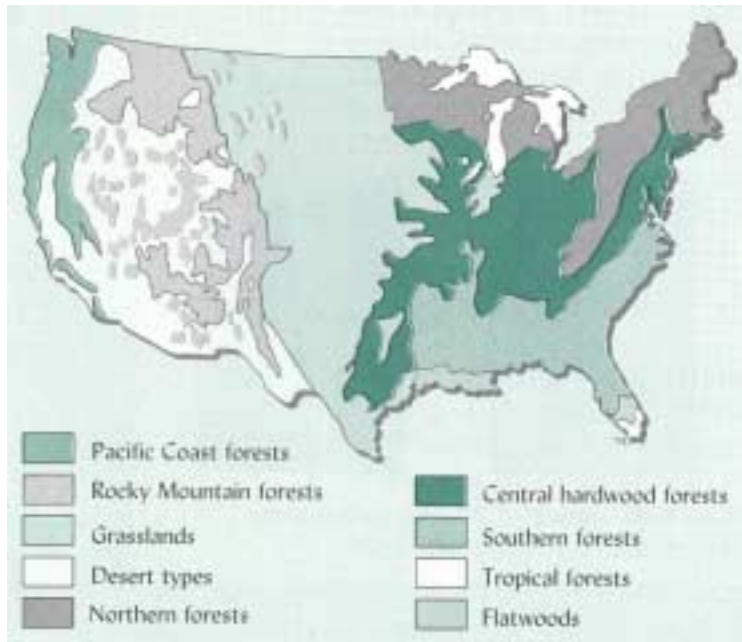 Pacific Coast forests
Rocky Mountain forests
Grasslands
Desert types
Northern forests
Central hardwood forests
Southern forests
Tropical forests
Flatwoods